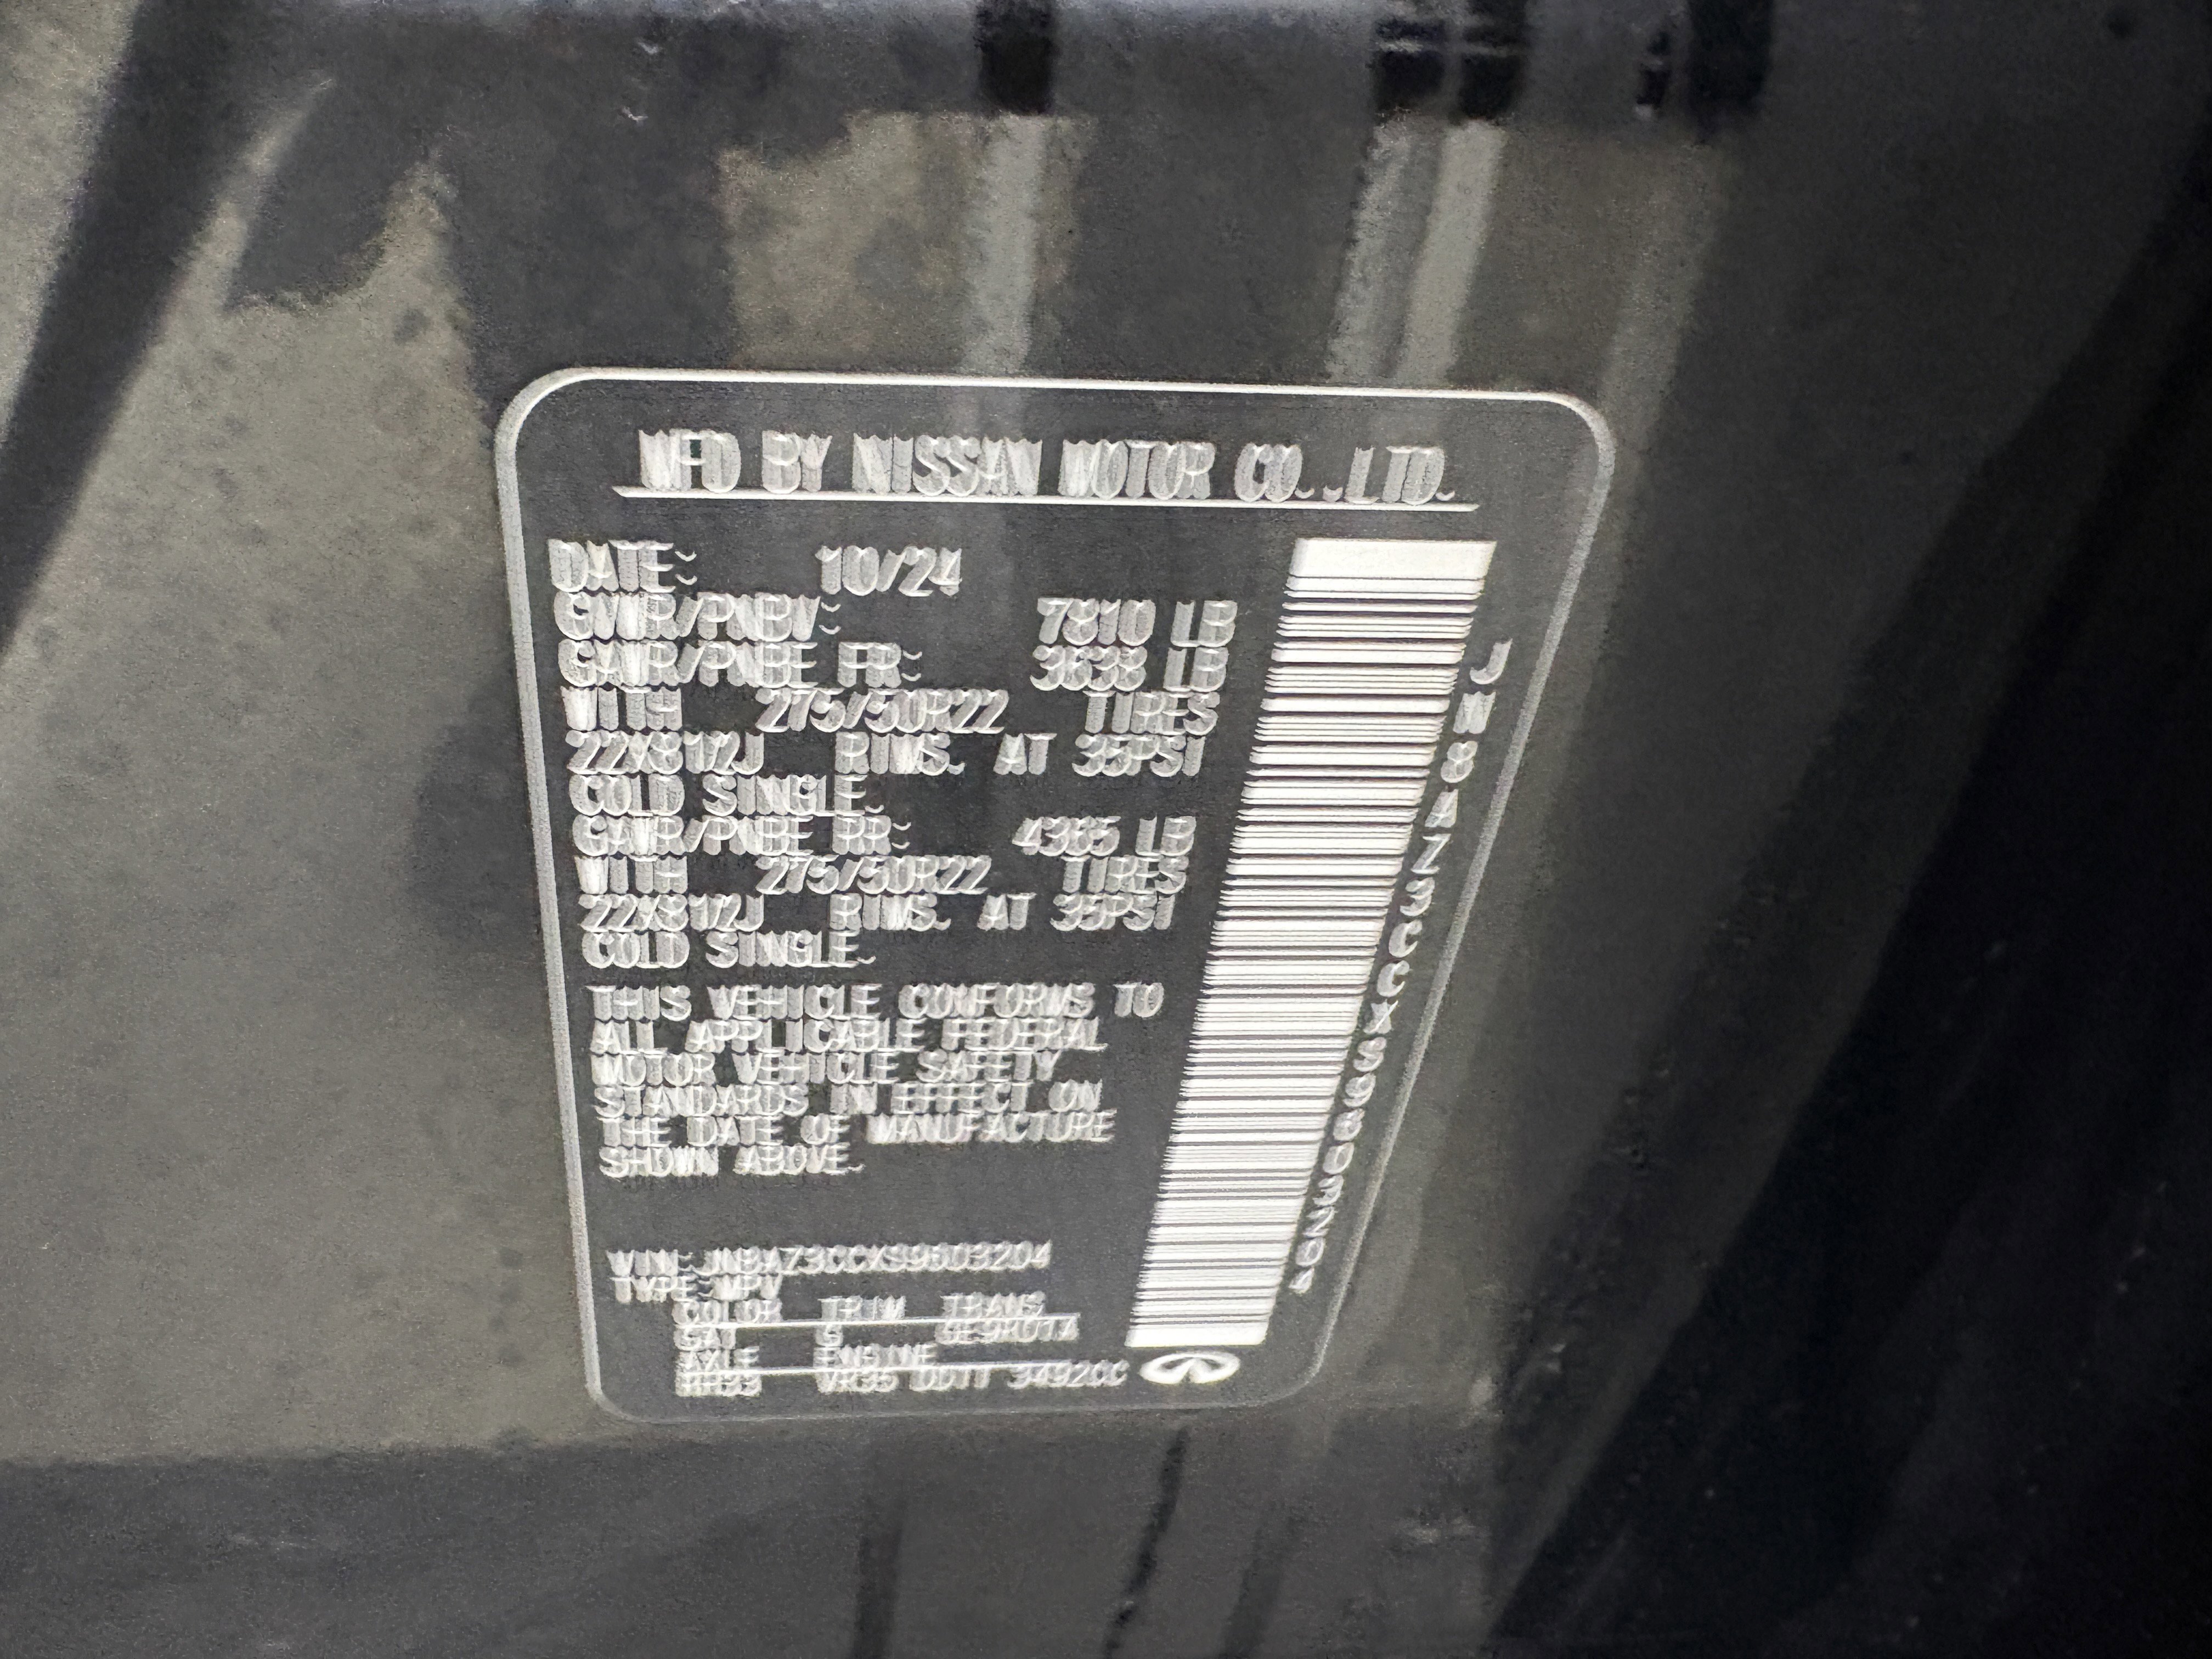 MFD BY NISSAN MOTOR CO.,LTD.
DATE: 10/24
GVWR/PNBV: 7810 LB
GAWR/PNBE FR: 3638 LB
WITH 275/50R22 TIRES
22X81/2J RIMS. AT 35PSI
COLD SINGLE.
GAWR/PNBE RR: 4365 LB
WITH 275/50R22 TIRES
22X81/2J RIMS. AT 35PSI
COLD SINGLE.
THIS VEHICLE CONFORMS TO
ALL APPLICABLE FEDERAL
MOTOR VEHICLE SAFETY
STANDARDS IN EFFECT ON
THE DATE OF MANUFACTURE
SHOWN ABOVE.
VIN:JN8AZ3CCXS9603204
TYPE:MPV
COLOR TRIM TRANS
G
AXLE ENGINE
VR35 DDTT 3492CC
JN8AZ3CCXS9603204